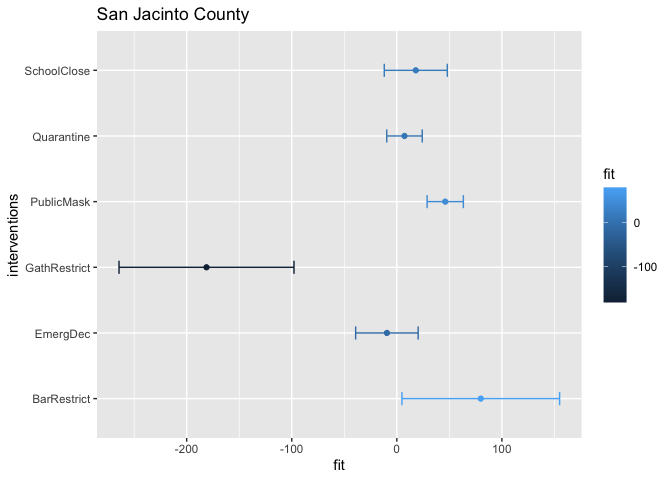 San Jacinto County
SchoolClose
Quarantine
PublicMask
GathRestrict
EmergDec
BarRestrict
interventions
-200
-100
0
100
fit
fit
0
-100